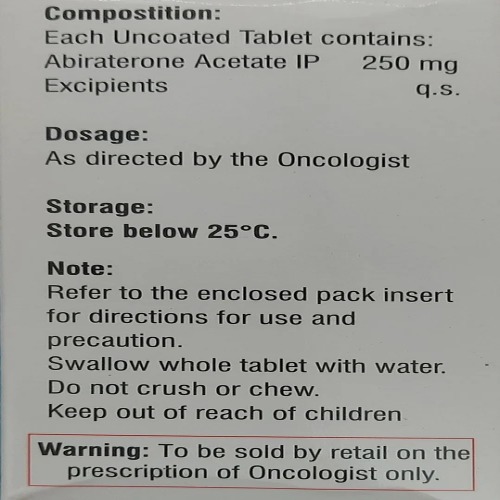 Compostition:
Each Uncoated Tablet contains:
Abiraterone Acetate IP 250 mg
Excipients q.s.
Dosage:
As directed by the Oncologist
Storage:
Store below 25°C.
Note:
Refer to the enclosed pack insert
for directions for use and
precaution.
Swallow whole tablet with water.
Do not crush or chew.
Keep out of reach of children
Warning: To be sold by retail on the
prescription of Oncologist only.